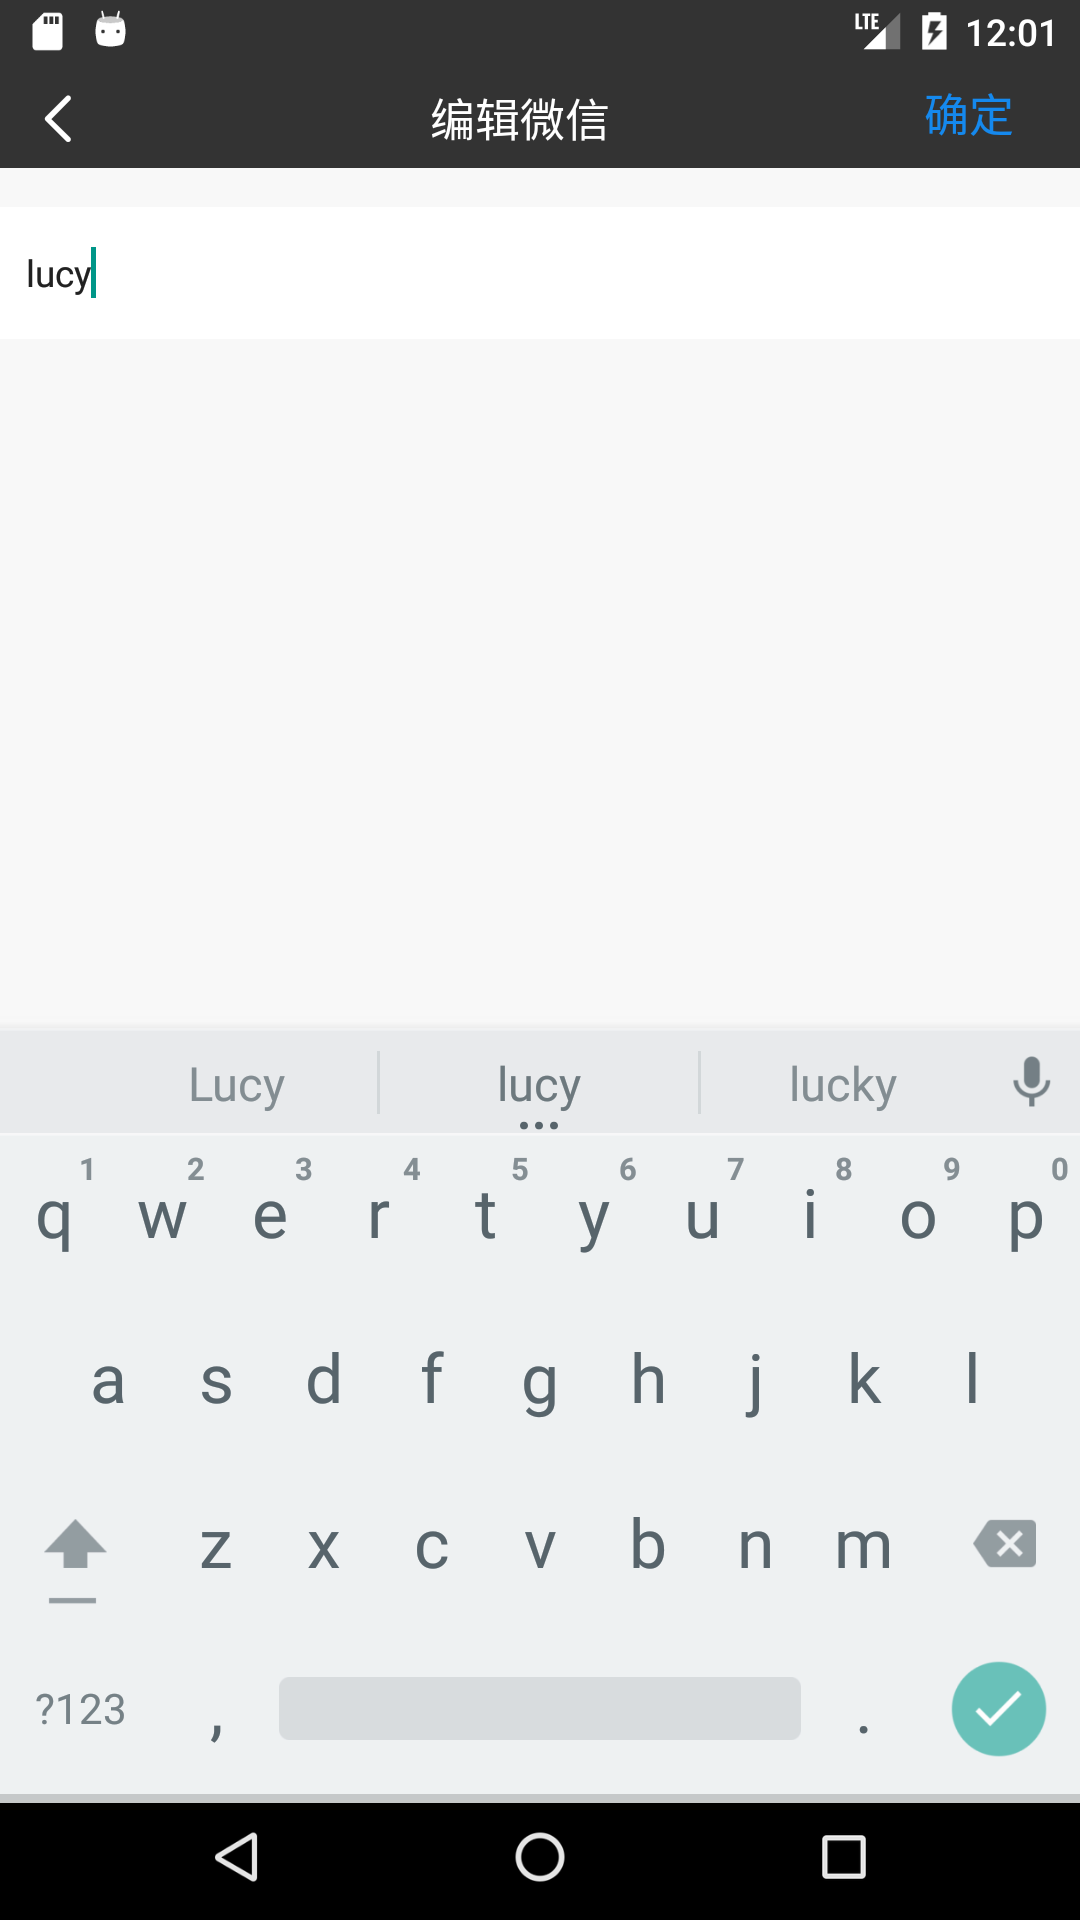 LTE 12:01
编辑微信 确定
lucy
Lucy lucy lucky
1 2 3 4 5 6 7 8 9 0
q w e r t y u i o p
a s d f g h j k l
z x c v b n m
?123 , .